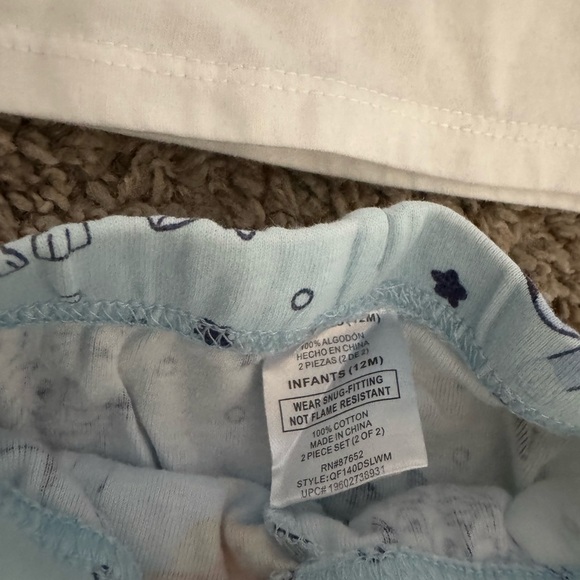 (12M)
100% ALGODÓN
HECHO EN CHINA
2 PIEZAS (2 DE 2)
INFANTS (12M)
WEAR SNUG-FITTING
NOT FLAME RESISTANT
100% COTTON
MADE IN CHINA
2 PIECE SET (2 OF 2)
RN#87652
STYLE:QF140DSLWM
UPC# 19602738931